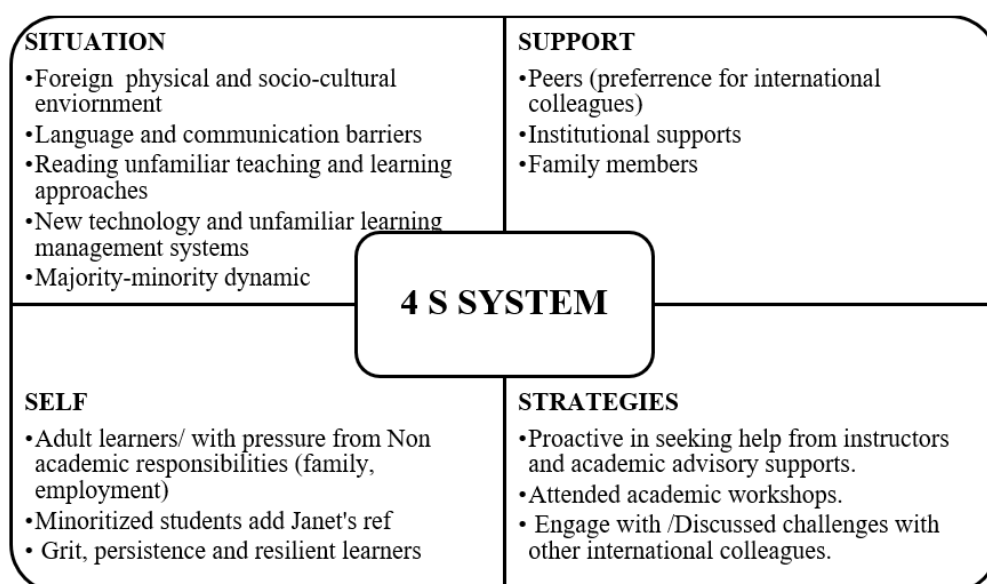 SITUATION
•Foreign physical and socio-cultural
enviornment
•Language and communication barriers
•Reading unfamiliar teaching and learning
approaches
•New technology and unfamiliar learning
management systems
•Majority-minority dynamic
SUPPORT
•Peers (preferrence for international
colleagues)
•Institutional supports
•Family members
4 S SYSTEM
SELF
•Adult learners/ with pressure from Non
academic responsibilities (family,
employment)
•Minoritized students add Janet's ref
• Grit, persistence and resilient learners
STRATEGIES
•Proactive in seeking help from instructors
and academic advisory supports.
•Attended academic workshops.
• Engage with /Discussed challenges with
other international colleagues.